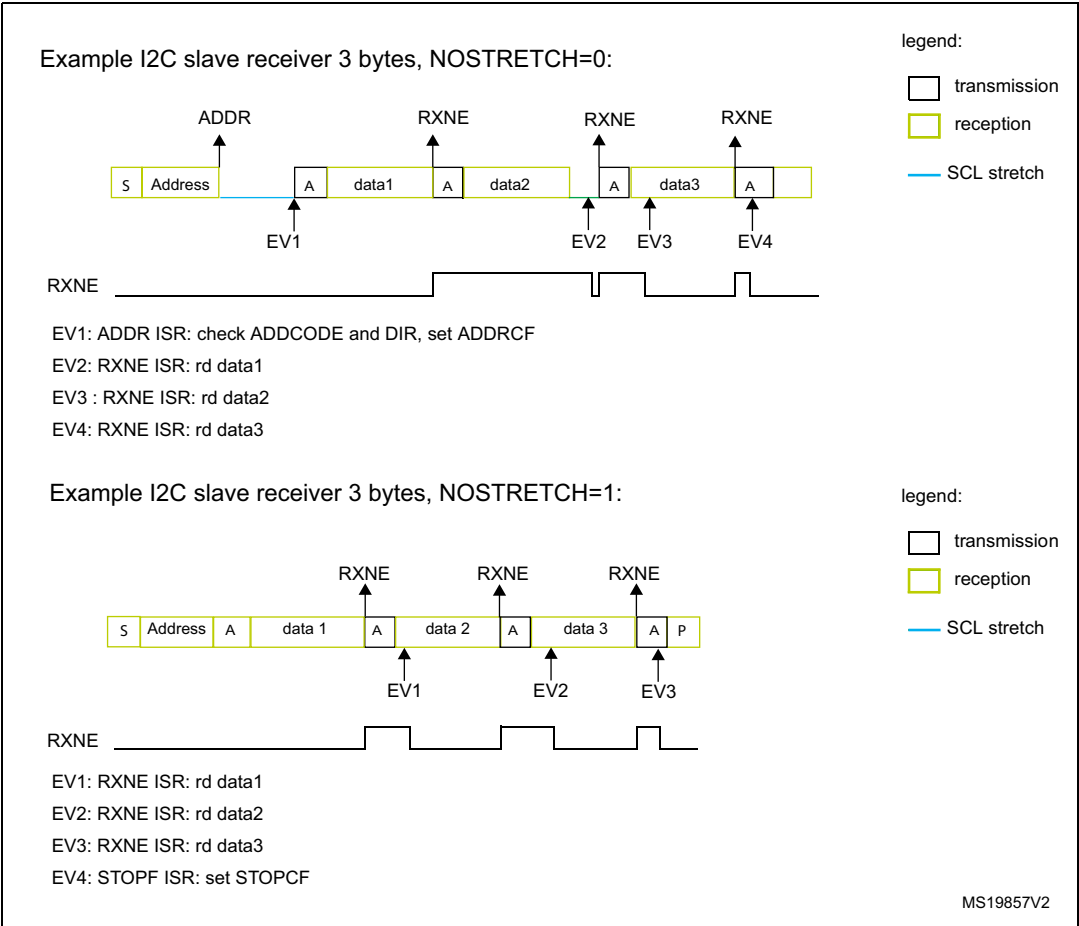 Example I2C slave receiver 3 bytes, NOSTRETCH=0:
legend:
transmission
reception
SCL stretch
ADDR RXNE RXNE RXNE
S Address A data1 A data2 A data3 A
EV1 EV2 EV3 EV4
RXNE
EV1: ADDR ISR: check ADDCODE and DIR, set ADDRCF
EV2: RXNE ISR: rd data1
EV3 : RXNE ISR: rd data2
EV4: RXNE ISR: rd data3
Example I2C slave receiver 3 bytes, NOSTRETCH=1:
legend:
transmission
reception
SCL stretch
RXNE RXNE RXNE
S Address A data 1 A data 2 A data 3 A P
EV1 EV2 EV3
RXNE
EV1: RXNE ISR: rd data1
EV2: RXNE ISR: rd data2
EV3: RXNE ISR: rd data3
EV4: STOPF ISR: set STOPCF
MS19857V2